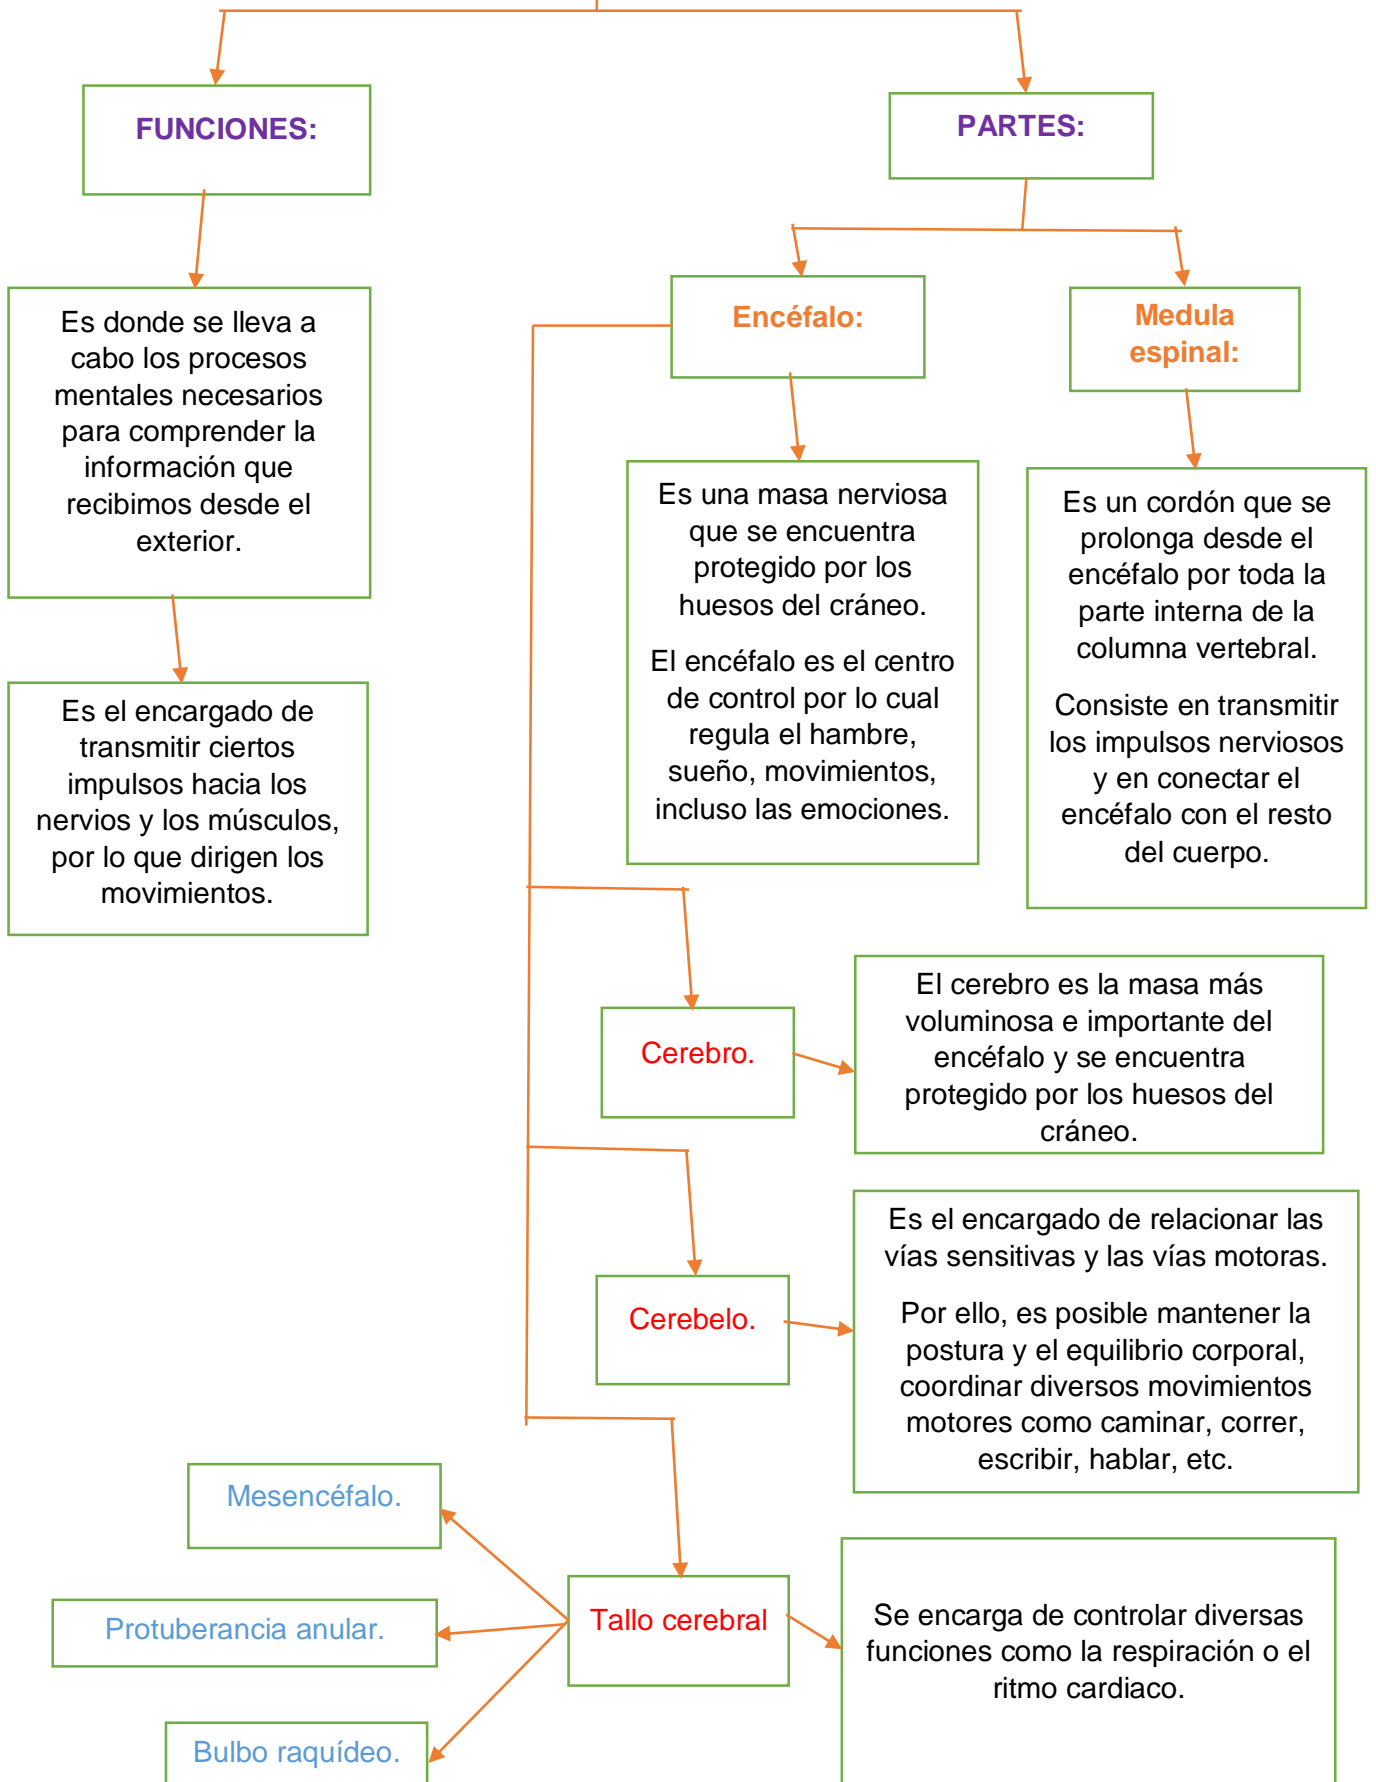 FUNCIONES:
Es donde se lleva a
cabo los procesos
mentales necesarios
para comprender la
información que
recibimos desde el
exterior.
Es el encargado de
transmitir ciertos
impulsos hacia los
nervios y los músculos,
por lo que dirigen los
movimientos.
PARTES:
Encéfalo:
Es una masa nerviosa
que se encuentra
protegido por los
huesos del cráneo.
El encéfalo es el centro
de control por lo cual
regula el hambre,
sueño, movimientos,
incluso las emociones.
Medula
espinal:
Es un cordón que se
prolonga desde el
encéfalo por toda la
parte interna de la
columna vertebral.
Consiste en transmitir
los impulsos nerviosos
y en conectar el
encéfalo con el resto
del cuerpo.
Cerebro.
El cerebro es la masa más
voluminosa e importante del
encéfalo y se encuentra
protegido por los huesos del
cráneo.
Cerebelo.
Es el encargado de relacionar las
vías sensitivas y las vías motoras.
Por ello, es posible mantener la
postura y el equilibrio corporal,
coordinar diversos movimientos
motores como caminar, correr,
escribir, hablar, etc.
Tallo cerebral
Se encarga de controlar diversas
funciones como la respiración o el
ritmo cardiaco.
Mesencéfalo.
Protuberancia anular.
Bulbo raquídeo.